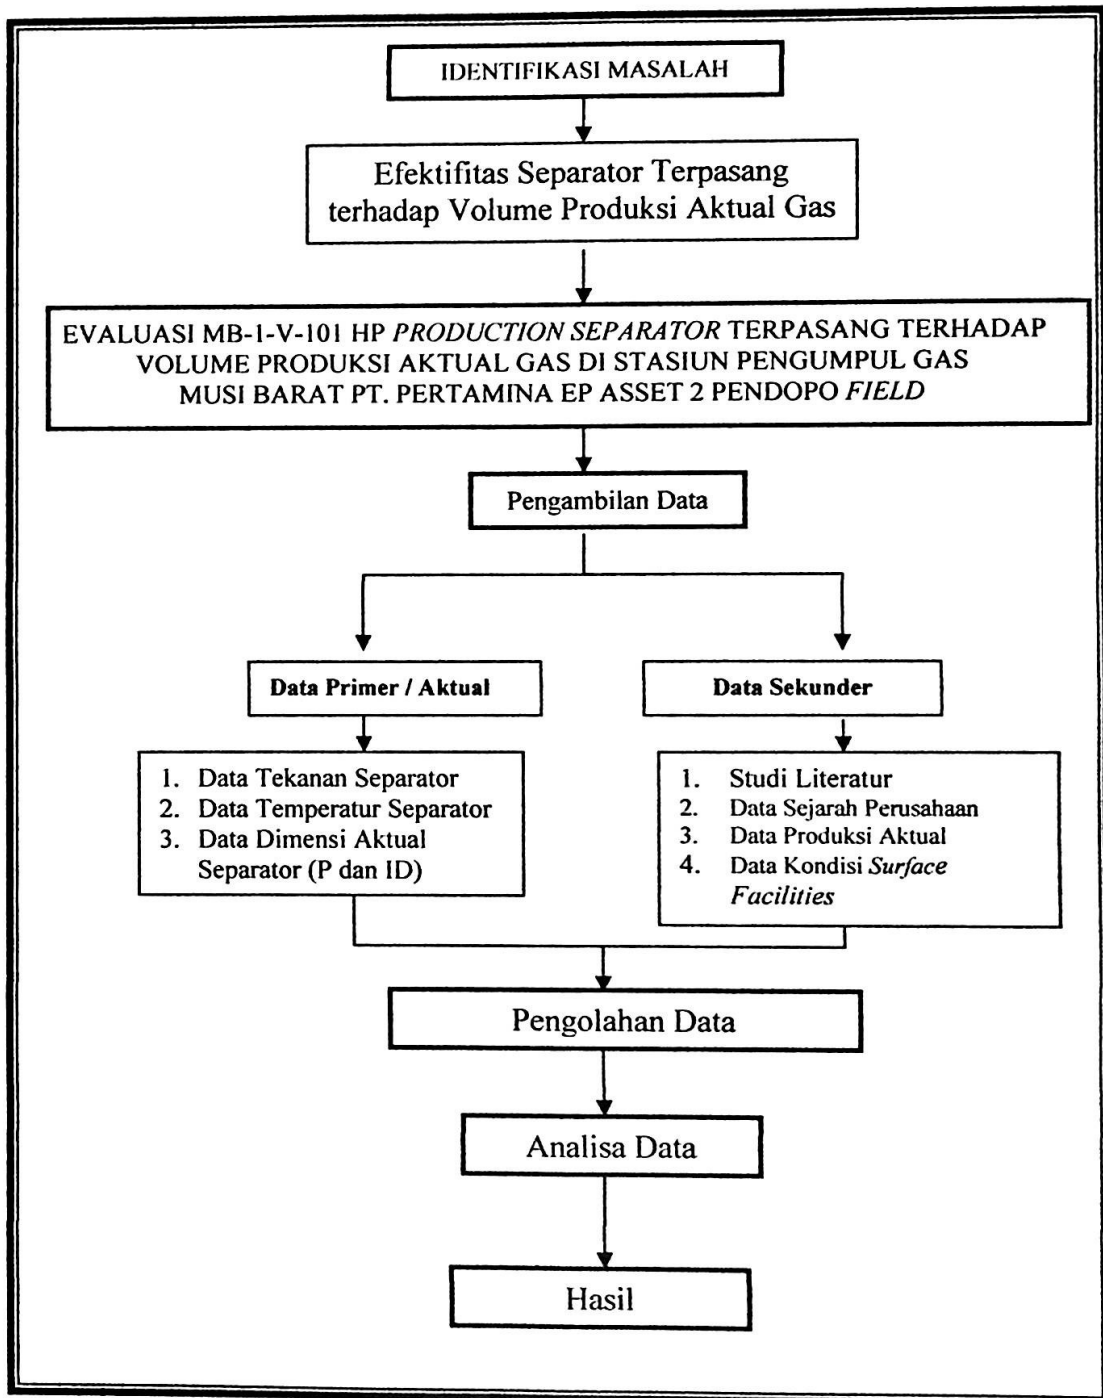 IDENTIFIKASI MASALAH
Efektifitas Separator Terpasang
terhadap Volume Produksi Aktual Gas
EVALUASI MB-1-V-101 HP PRODUCTION SEPARATOR TERPASANG TERHADAP
VOLUME PRODUKSI AKTUAL GAS DI STASIUN PENGUMPUL GAS
MUSI BARAT PT. PERTAMINA EP ASSET 2 PENDOPO FIELD
Pengambilan Data
Data Primer / Aktual
1. Data Tekanan Separator
2. Data Temperatur Separator
3. Data Dimensi Aktual
Separator (P dan ID)
Data Sekunder
1. Studi Literatur
2. Data Sejarah Perusahaan
3. Data Produksi Aktual
4. Data Kondisi Surface
Facilities
Pengolahan Data
Analisa Data
Hasil